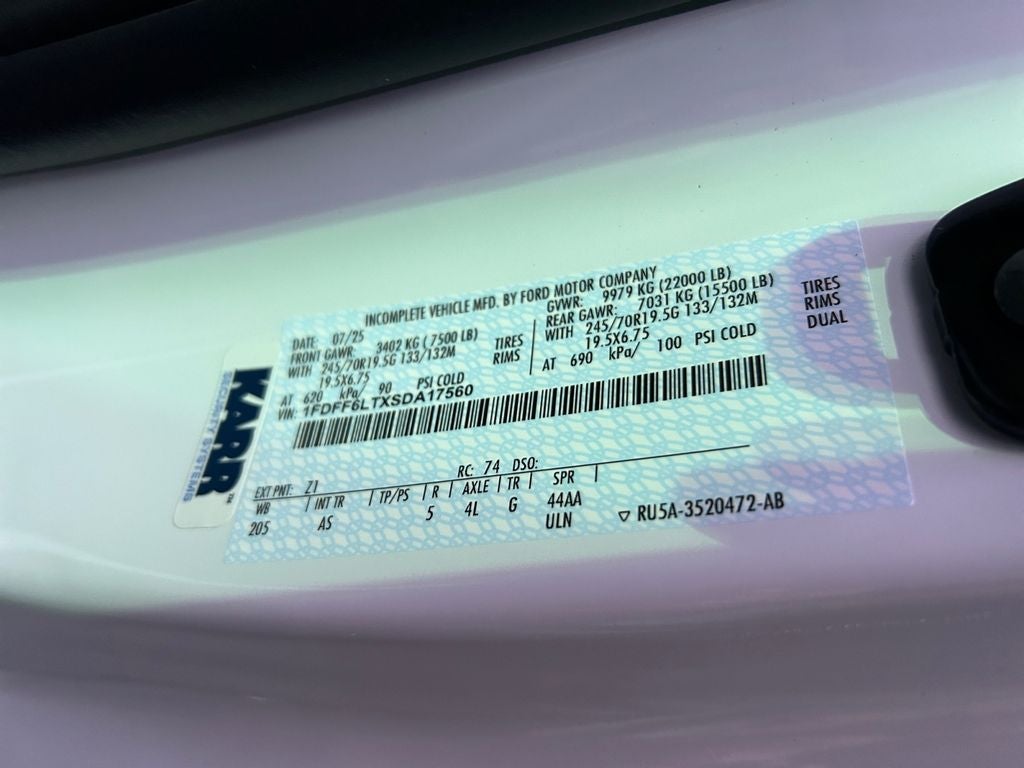 INCOMPLETE VEHICLE MFD. BY FORD MOTOR COMPANY
DATE: 07/25
GVWR: 9979 KG (22000 LB)
FRONT GAWR: 3402 KG (7500 LB)
WITH 245/70R19.5G 133/132M TIRES
19.5X6.75 RIMS
AT 620 kPa/ 90 PSI COLD
REAR GAWR: 7031 KG (15500 LB)
WITH 245/70R19.5G 133/132M TIRES
19.5X6.75 RIMS
AT 690 kPa/ 100 PSI COLD DUAL
VIN: 1FDFF6LTXSDA17560
EXT PNT: Z1 RC: 74 DSO:
WB | INT TR | TP/PS | R | AXLE | TR | SPR |
205 AS 5 4L G 44AA
ULN
▽ RU5A-3520472-AB
KARR™
SECURITY SYSTEMS